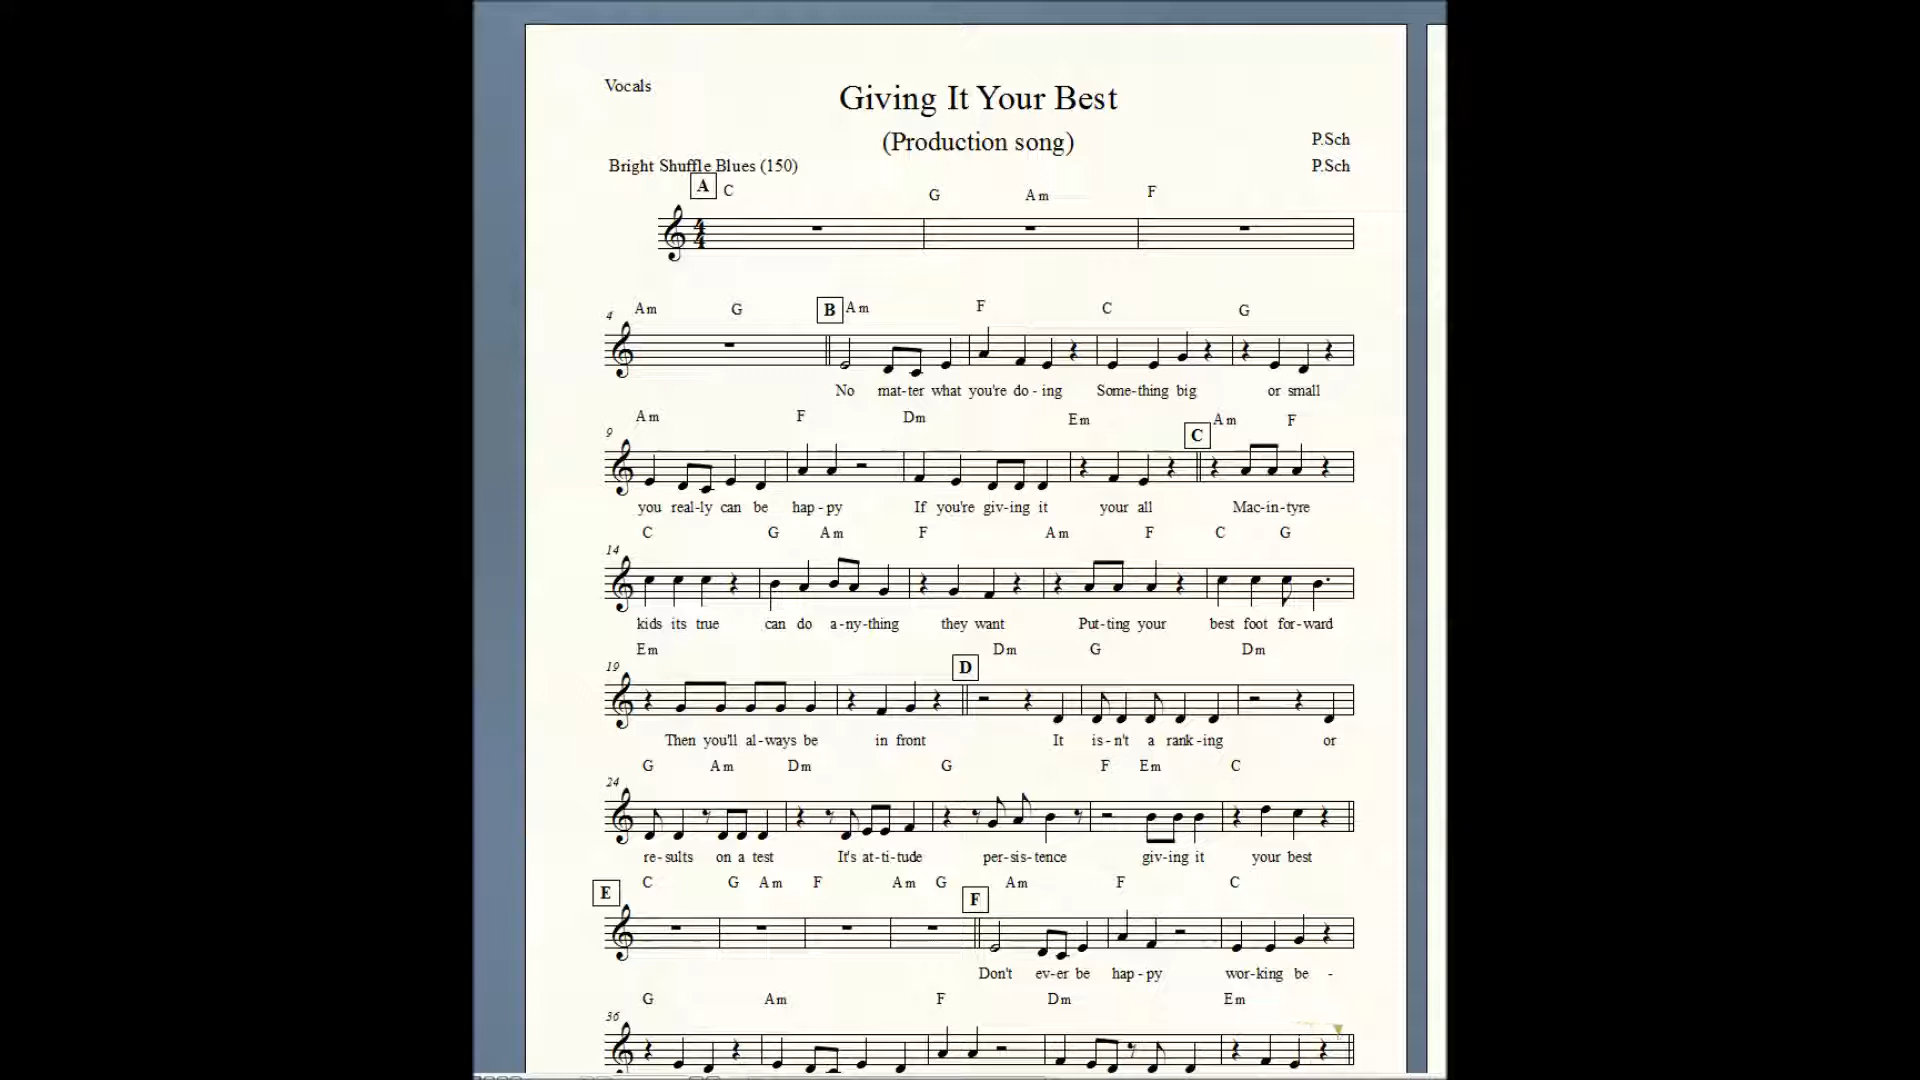 Vocals
Giving It Your Best
(Production song)
P.Sch
Bright Shuffle Blues (150)
P.Sch
A C G Am F
4 Am G B Am F C G
No mat-ter what you're do - ing Some-thing big or small
9 Am F Dm Em C Am F
you real-ly can be hap - py If you're giv-ing it your all Mac-in-tyre
14 C G Am F Am F C G
kids its true can do a-ny-thing they want Put-ting your best foot for-ward
19 Em D Dm G Dm
Then you'll al-ways be in front It is-n't a rank-ing or
24 G Am Dm G F Em C
re-sults on a test It's at-ti-tude per-sis-tence giv-ing it your best
E C G Am F Am G F Am F C
Don't ev-er be hap - py wor-king be -
36 G Am F Dm Em